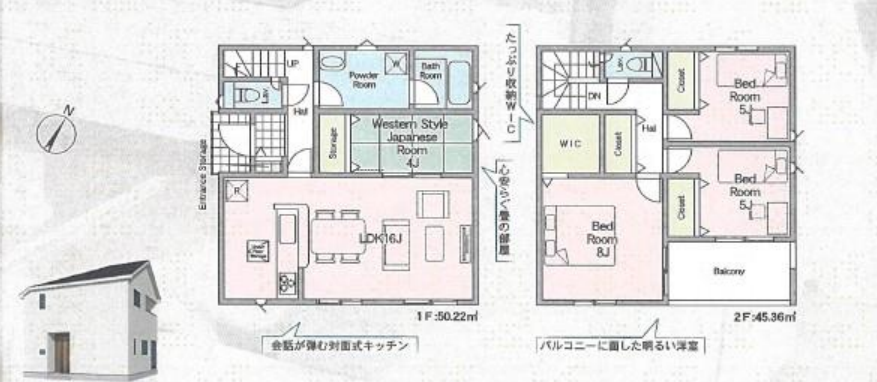 N
UP
Lav.
Hall
Powder
Room
W
Bath
Room
Storage
Western Style
Japanese
Room
4J
Entrance Storage
R
LDK16J
1F:50.22㎡
会話が弾む対面式キッチン
心安らぐ畳の部屋
たっぷり収納WIC
Lav.
DN
Hall
Closet
Bed
Room
5J
WIC
Closet
Closet
Bed
Room
5J
Bed
Room
8J
Balcony
2F:45.36㎡
バルコニーに面した明るい洋室